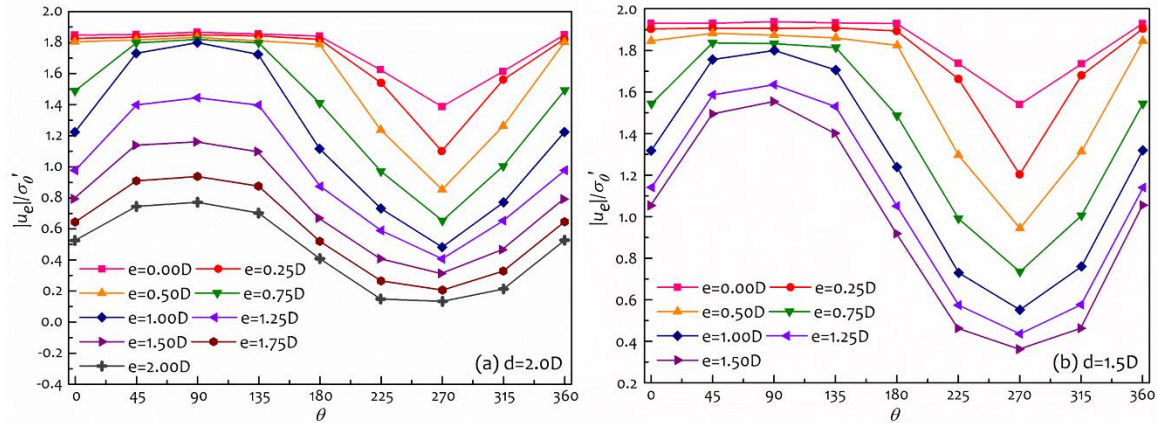 2.0
1.8
1.6
1.4
1.2
1.0
0.8
0.6
0.4
0.2
0.0
-0.2
-0.4
|uₑ|/σ₀'
e=0.00D e=0.25D
e=0.50D e=0.75D
e=1.00D e=1.25D
e=1.50D e=1.75D
e=2.00D
(a) d=2.0D
0 45 90 135 180 225 270 315 360
θ
2.0
1.8
1.6
1.4
1.2
1.0
0.8
0.6
0.4
0.2
|uₑ|/σ₀'
e=0.00D e=0.25D
e=0.50D e=0.75D
e=1.00D e=1.25D
e=1.50D
(b) d=1.5D
0 45 90 135 180 225 270 315 360
θ